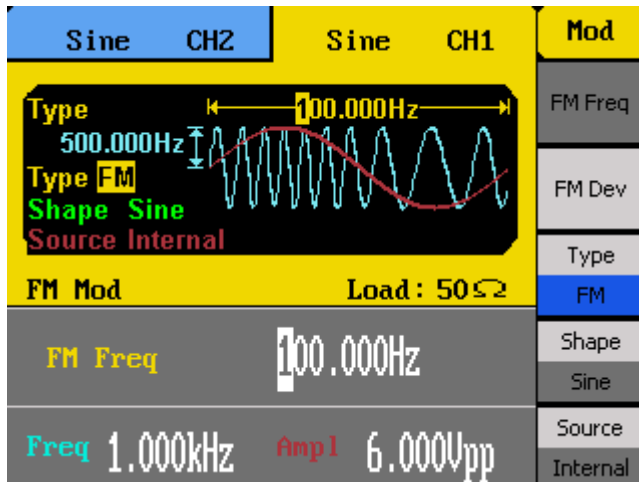 Sine CH2
Sine CH1
Mod
Type
100.000Hz
500.000Hz
Type FM
Shape Sine
Source Internal
FM Mod
Load: 50Ω
FM Freq
100.000Hz
Freq 1.000kHz
Ampl 6.000Vpp
FM Freq
FM Dev
Type
FM
Shape
Sine
Source
Internal